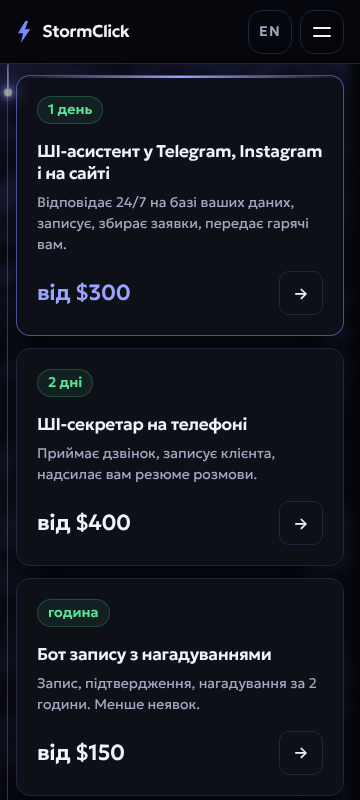 StormClick
EN
1 день
ШІ-асистент у Telegram, Instagram
і на сайті
Відповідає 24/7 на базі ваших даних,
записує, збирає заявки, передає гарячі
вам.
від $300
→
2 дні
ШІ-секретар на телефоні
Приймає дзвінок, записує клієнта,
надсилає вам резюме розмови.
від $400
→
година
Бот запису з нагадуваннями
Запис, підтвердження, нагадування за 2
години. Менше неявок.
від $150
→